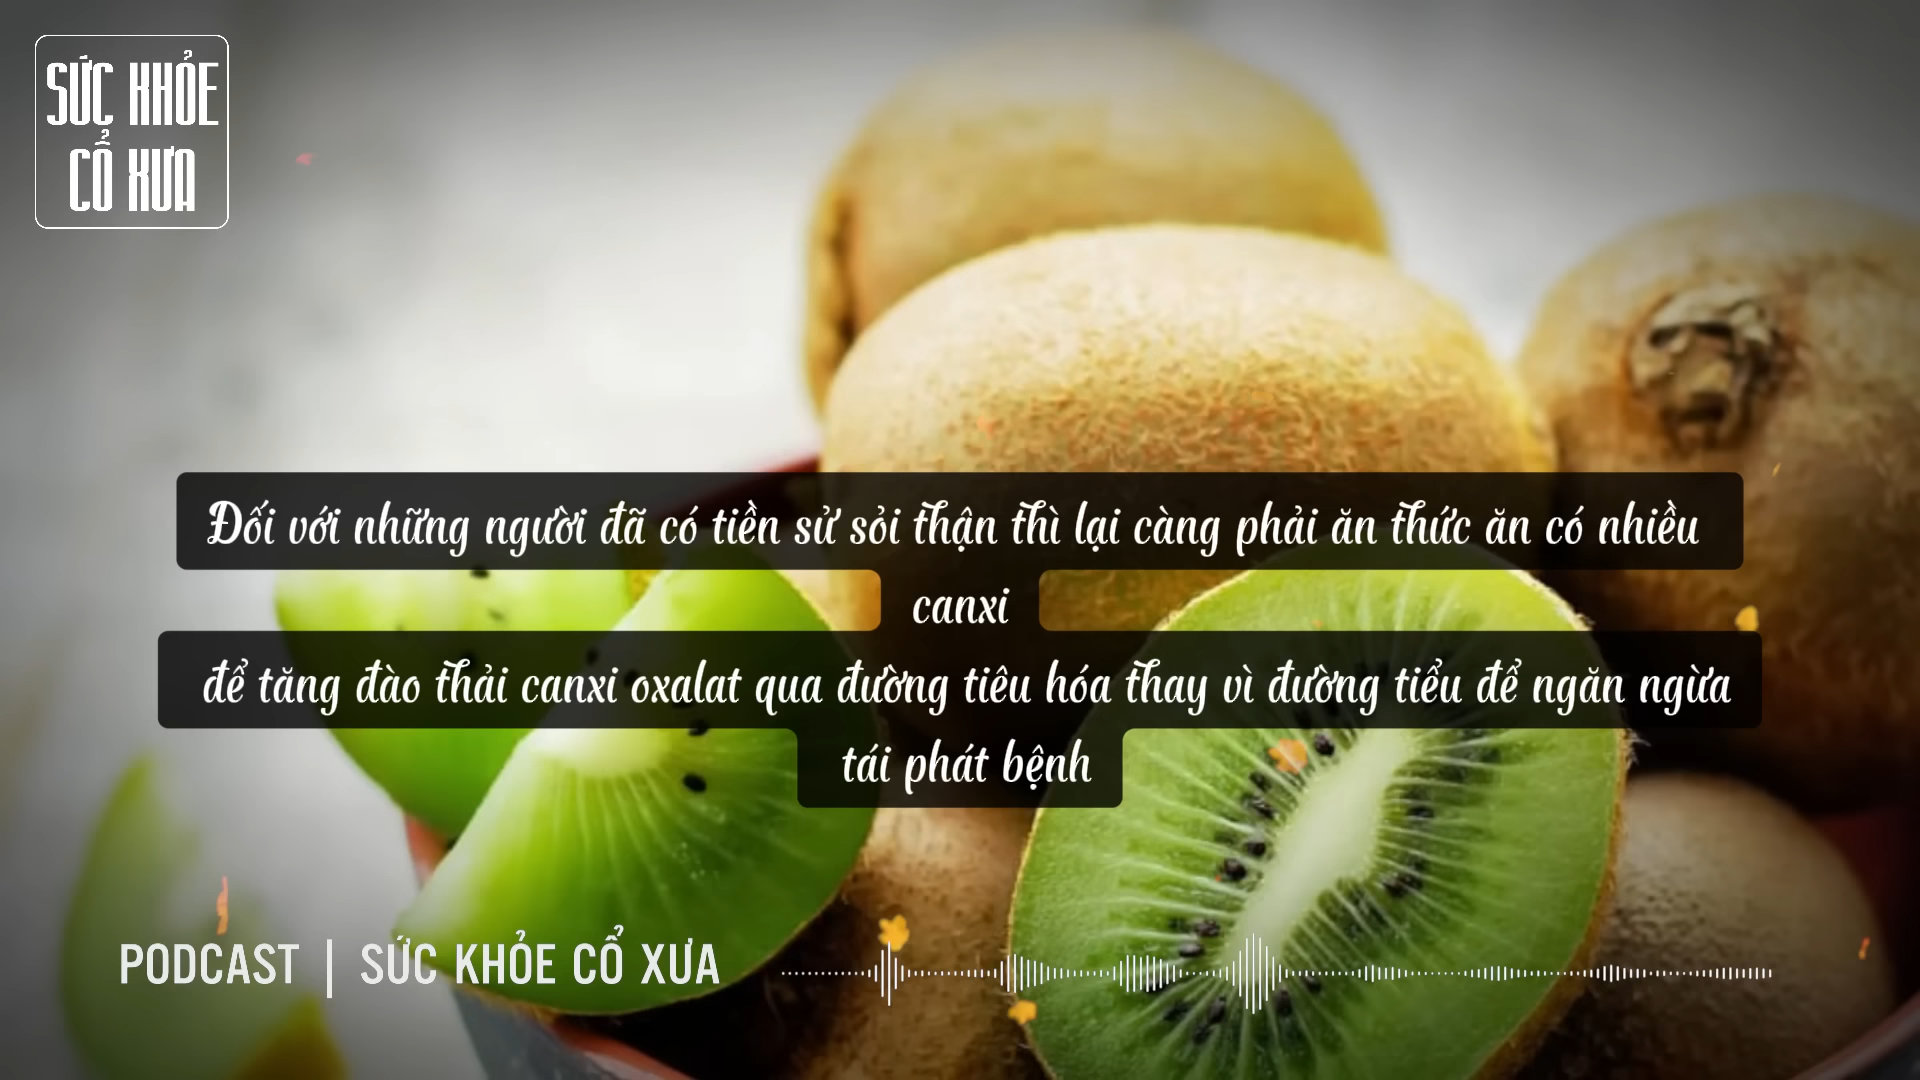 SỨC KHỎE
CỔ XƯA
Đối với những người đã có tiền sử sỏi thận thì lại càng phải ăn thức ăn có nhiều
canxi
để tăng đào thải canxi oxalat qua đường tiêu hóa thay vì đường tiểu để ngăn ngừa
tái phát bệnh
PODCAST | SỨC KHỎE CỔ XƯA